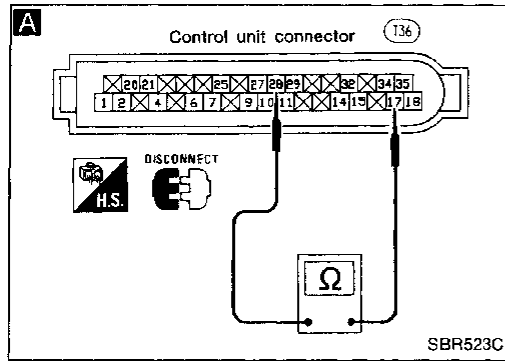 A
Control unit connector T36
20 21 25 27 28 29 32 34 35
1 2 4 6 7 9 10 11 14 15 17 18
DISCONNECT
H.S.
Ω
SBR523C